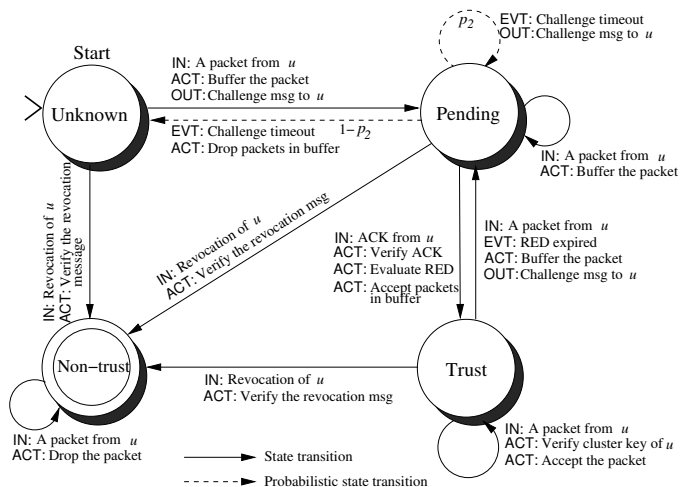 Start
Unknown
IN: A packet from u
ACT: Buffer the packet
OUT: Challenge msg to u
EVT: Challenge timeout
ACT: Drop packets in buffer
1−p2
p2
EVT: Challenge timeout
OUT: Challenge msg to u
Pending
IN: A packet from u
ACT: Buffer the packet
IN: Revocation of u
ACT: Verify the revocation
message
IN: Revocation of u
ACT: Verify the revocation msg
IN: ACK from u
ACT: Verify ACK
ACT: Evaluate RED
ACT: Accept packets
in buffer
IN: A packet from u
EVT: RED expired
ACT: Buffer the packet
OUT: Challenge msg to u
Non−trust
IN: Revocation of u
ACT: Verify the revocation msg
Trust
IN: A packet from u
ACT: Drop the packet
IN: A packet from u
ACT: Verify cluster key of u
ACT: Accept the packet
State transition
Probabilistic state transition